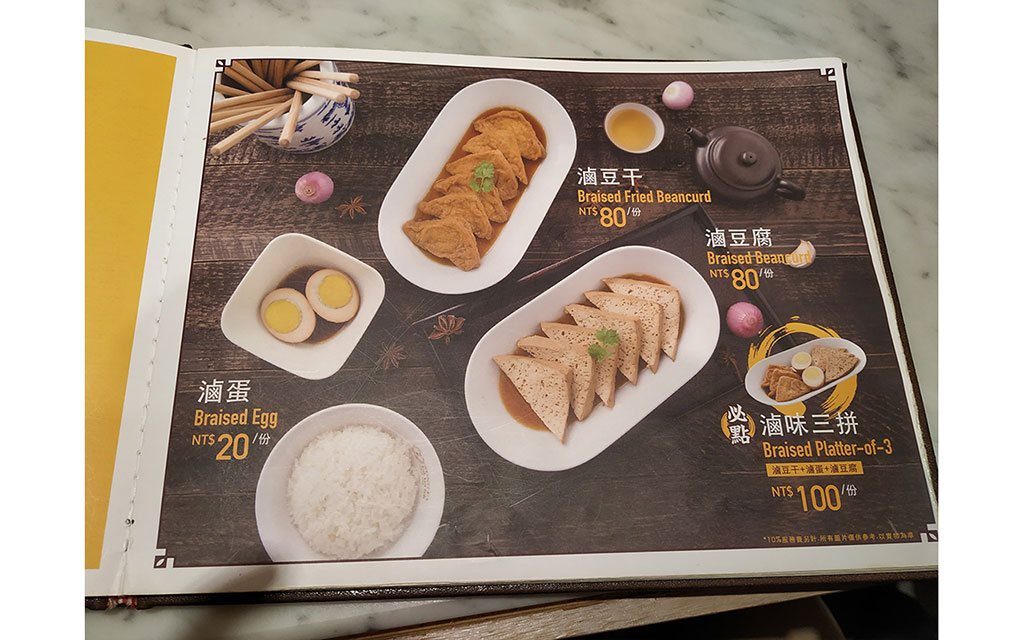 滷豆干
Braised Fried Beancurd
NT$80/份
滷豆腐
Braised Beancurd
NT$80/份
滷蛋
Braised Egg
NT$20/份
必點
滷味三拼
Braised Platter-of-3
滷豆干+滷蛋+滷豆腐
NT$100/份
*10%服務費另計,所有圖片僅供參考,以實物為準